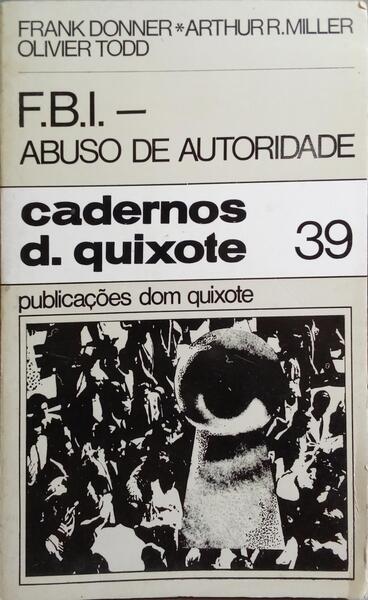 FRANK DONNER*ARTHUR R. MILLER
OLIVIER TODD
F.B.I. —
ABUSO DE AUTORIDADE
cadernos
d. quixote 39
publicações dom quixote